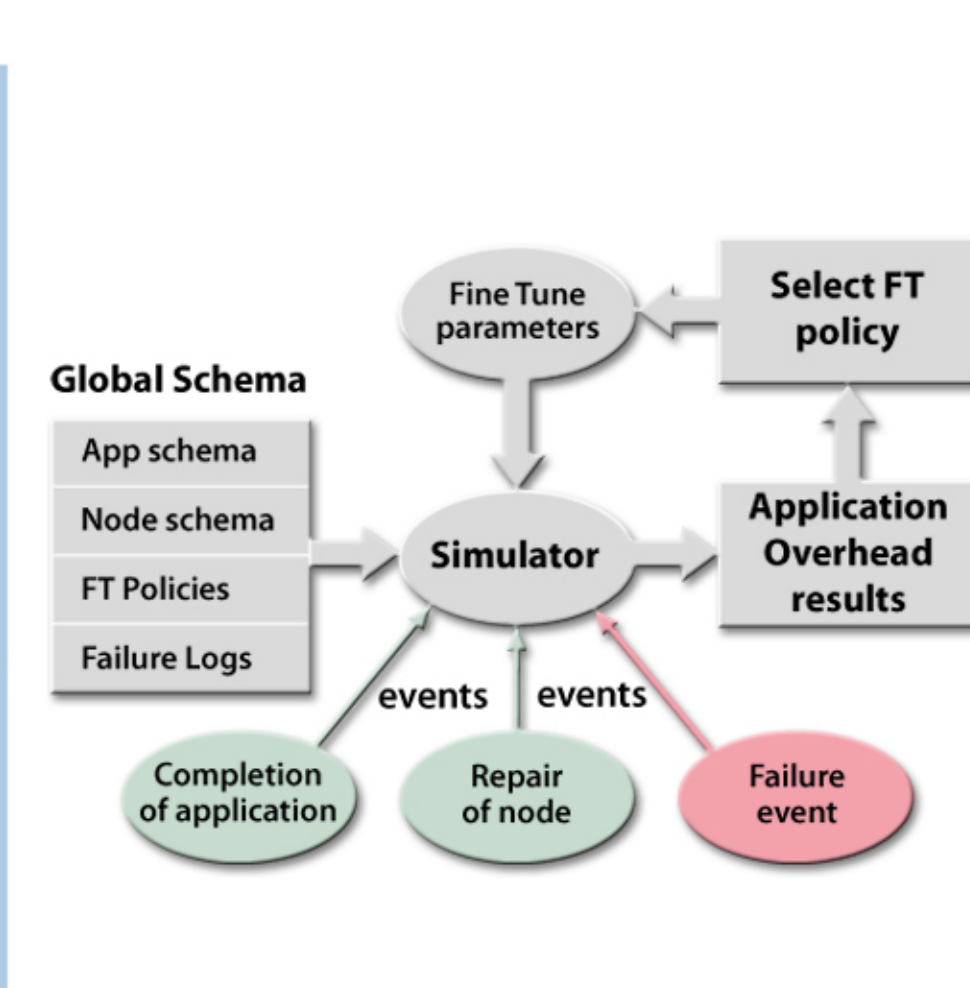 Fine Tune
parameters
Select FT
policy
Global Schema
App schema
Node schema
FT Policies
Failure Logs
Simulator
Application
Overhead
results
events
events
Completion
of application
Repair
of node
Failure
event